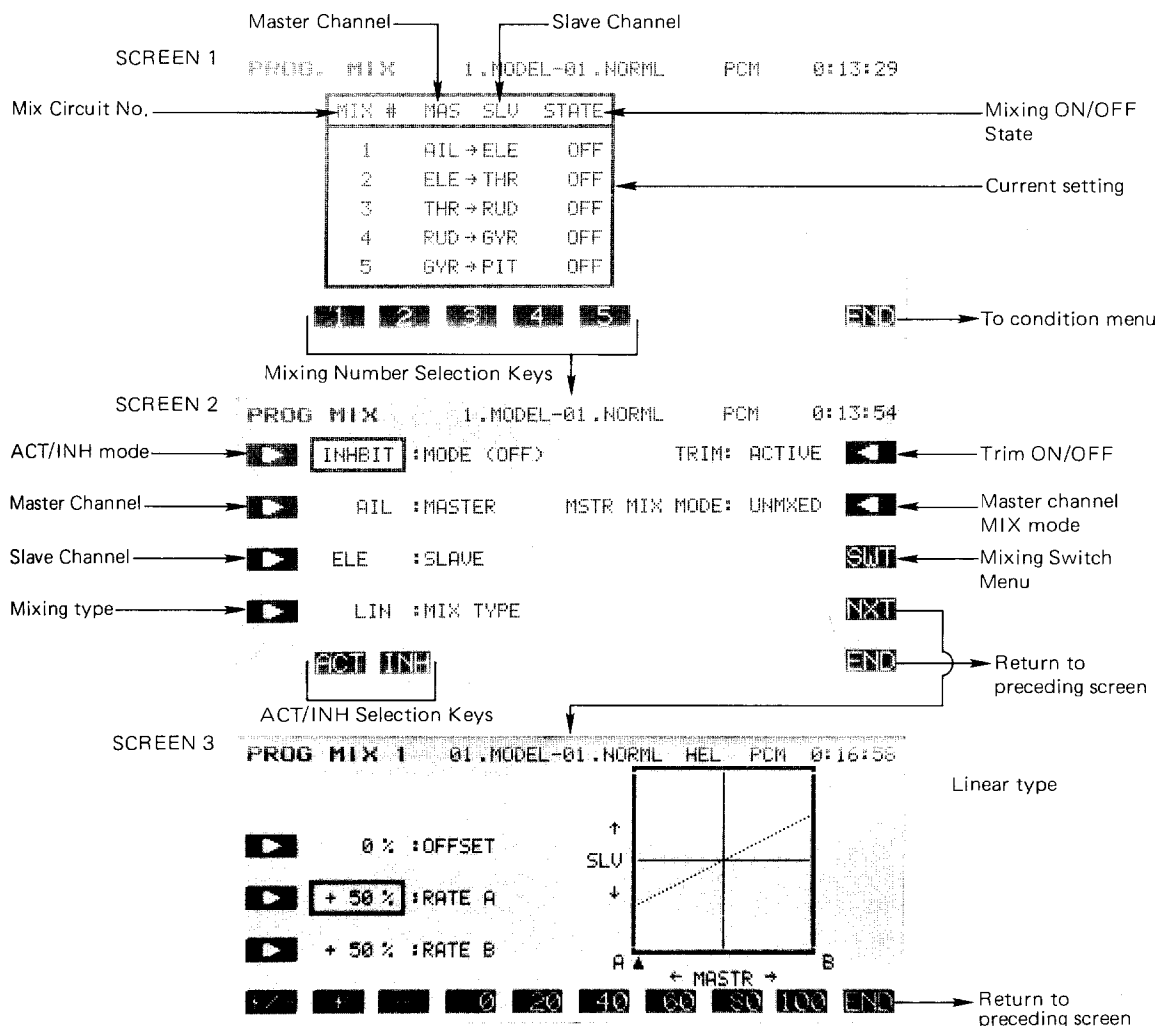 Master Channel
Slave Channel
SCREEN 1
PROG. MIX 1.MODEL-01.NORML PCM 0:13:29
Mix Circuit No.
MIX # MAS SLV STATE
Mixing ON/OFF State
1 AIL→ELE OFF
2 ELE→THR OFF
Current setting
3 THR→RUD OFF
4 RUD→GYR OFF
5 GYR→PIT OFF
1 2 3 4 5 END
To condition menu
Mixing Number Selection Keys
SCREEN 2
PROG MIX 1.MODEL-01.NORML PCM 0:13:54
ACT/INH mode
INHBIT :MODE (OFF) TRIM: ACTIVE
Trim ON/OFF
Master Channel
AIL :MASTER MSTR MIX MODE: UNMXED
Master channel MIX mode
Slave Channel
ELE :SLAVE SWT
Mixing Switch Menu
Mixing type
LIN :MIX TYPE NXT
ACT INH END
Return to preceding screen
ACT/INH Selection Keys
SCREEN 3
PROG MIX 1 01.MODEL-01.NORML HEL PCM 0:16:56
Linear type
0 % :OFFSET
↑
SLV
↓
+ 50 % :RATE A
+ 50 % :RATE B
A B
← MASTR →
+/- + - 0 20 40 60 80 100 END
Return to preceding screen